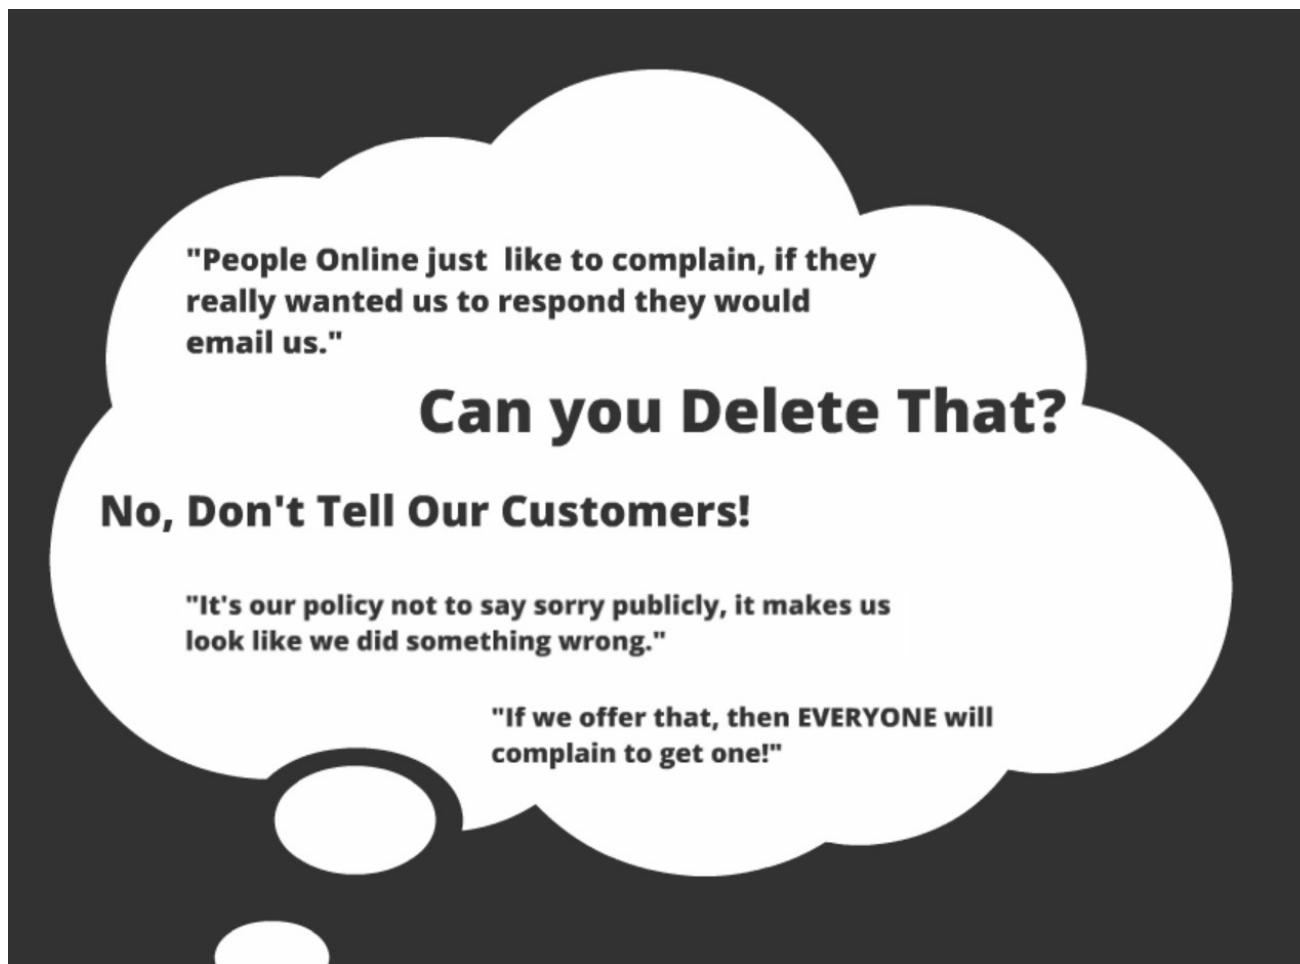 "People Online just  like to complain, if they
really wanted us to respond they would
email us."
Can you Delete That?
No, Don't Tell Our Customers!
"It's our policy not to say sorry publicly, it makes us
look like we did something wrong."
"If we offer that, then EVERYONE will
complain to get one!"